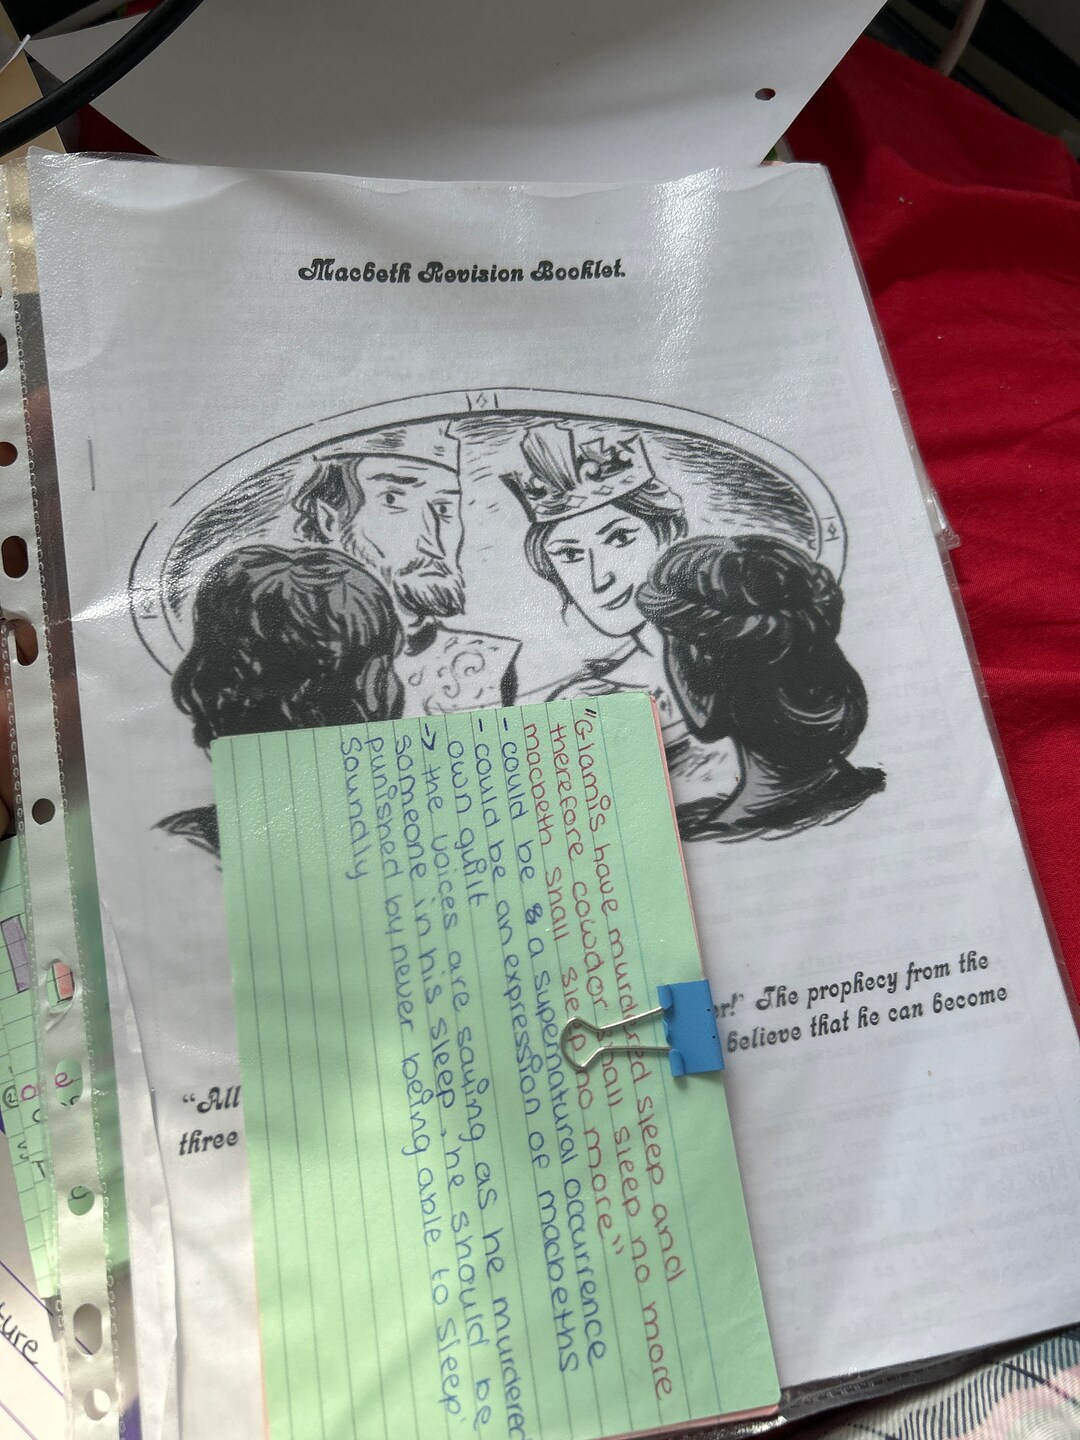 Macbeth Revision Booklet.
"Glamis have murdered sleep and
therefore cawdor shall sleep no more
macbeth shall sleep no more"
- could be a supernatural occurrence
- could be an expression of macbeths
own guilt
-> the voices are saying as he murdered
someone in his sleep, he should be
punished by never being able to sleep
soundly
er!" The prophecy from the
believe that he can become
"All
three
ture